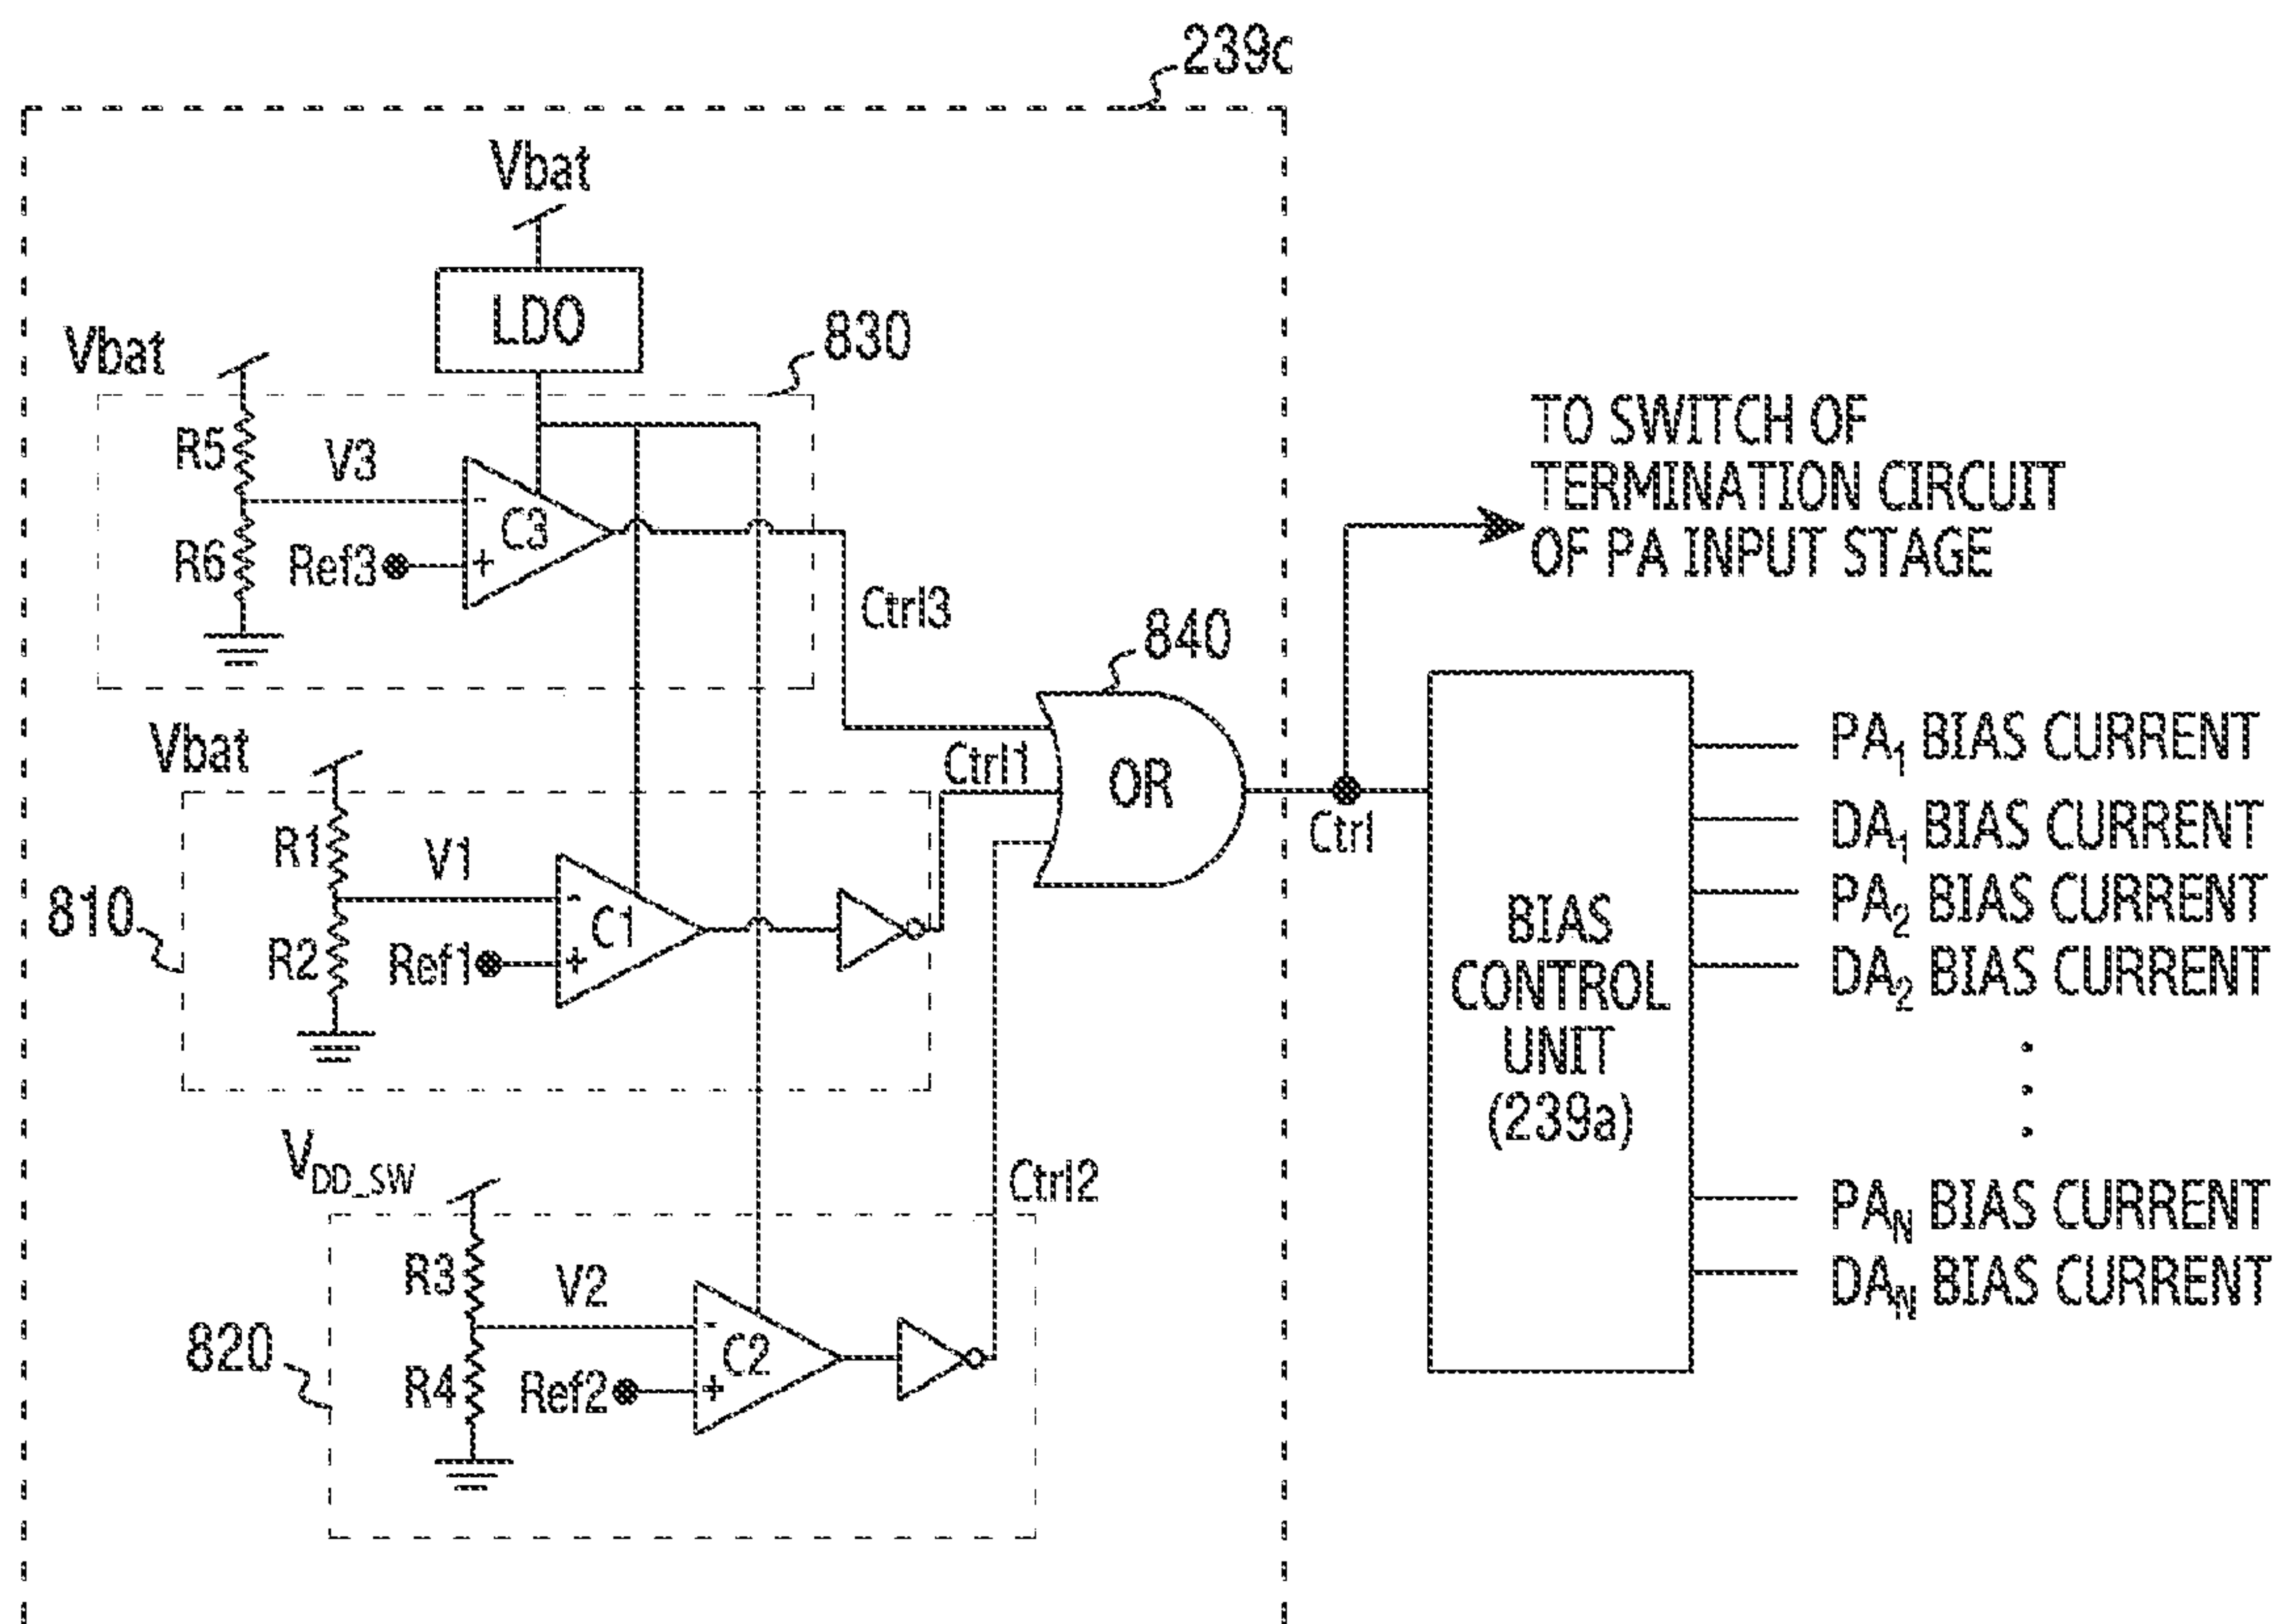 239c
Vbat
LDO
Vbat
830
R5
V3
-
C3
R6
Ref3
+
Ctrl3
TO SWITCH OF
TERMINATION CIRCUIT
OF PA INPUT STAGE
840
Vbat
Ctrl1
OR
Ctrl
R1
V1
-
C1
810
R2
Ref1
+
BIAS
CONTROL
UNIT
(239a)
PA1 BIAS CURRENT
DA1 BIAS CURRENT
PA2 BIAS CURRENT
DA2 BIAS CURRENT
PAN BIAS CURRENT
DAN BIAS CURRENT
VDD_SW
Ctrl2
R3
V2
-
C2
820
R4
Ref2
+